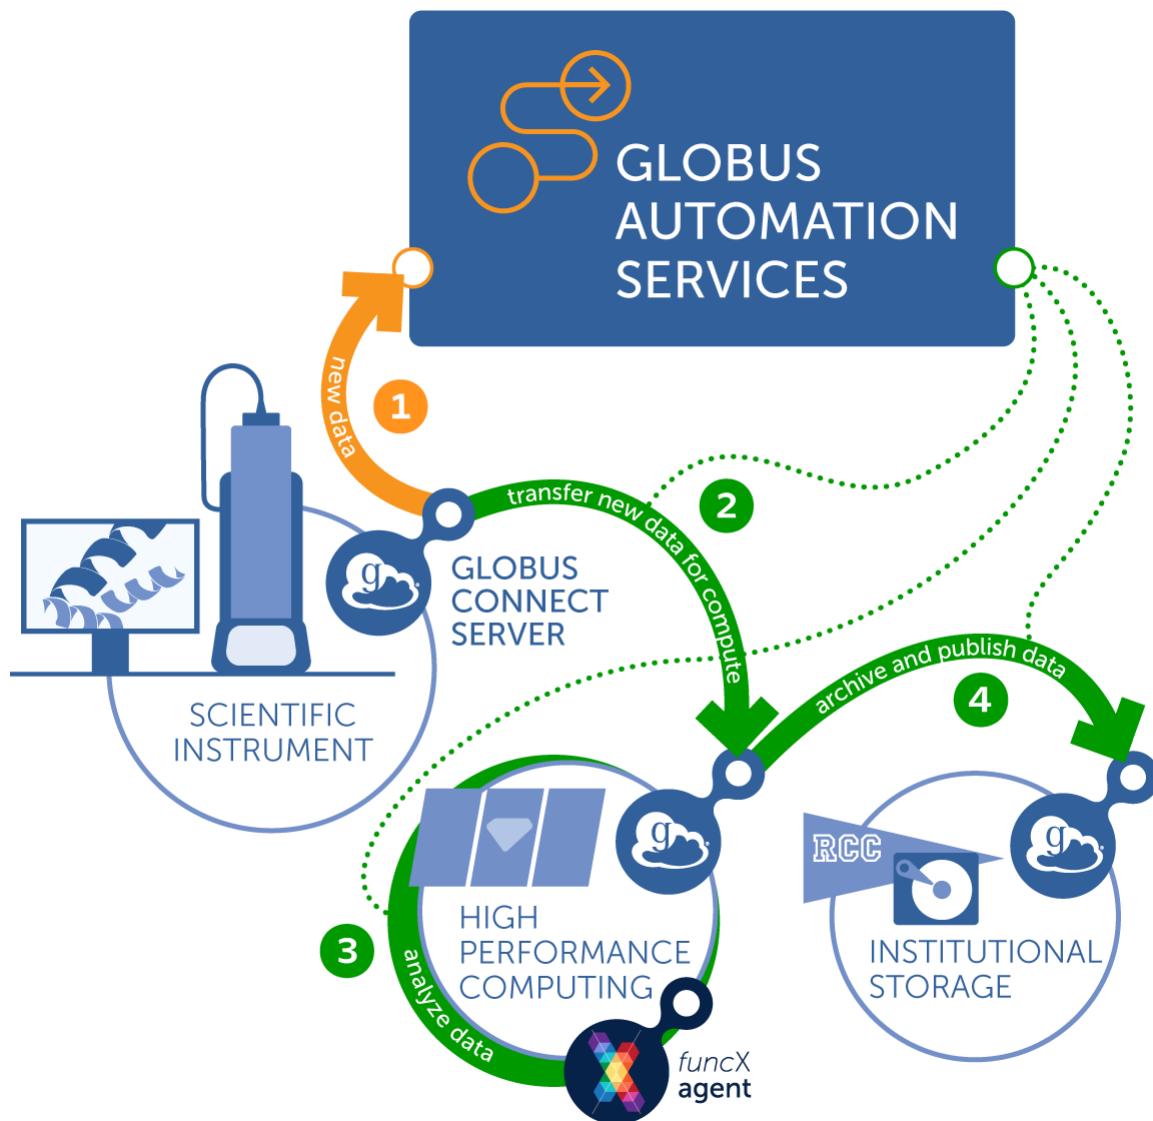 GLOBUS
AUTOMATION
SERVICES
new data
1
transfer new data for compute
2
g
GLOBUS
CONNECT
SERVER
SCIENTIFIC
INSTRUMENT
archive and publish data
4
g
g
RCC
HIGH
PERFORMANCE
COMPUTING
3
analyze data
INSTITUTIONAL
STORAGE
funcX
agent